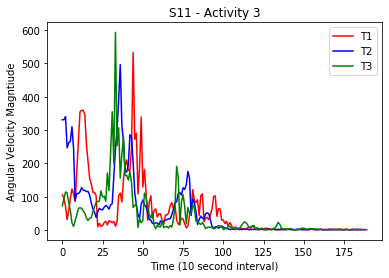 S11 - Activity 3
T1
T2
T3
Angular Velocity Magntiude
600
500
400
300
200
100
0
0 25 50 75 100 125 150 175
Time (10 second interval)